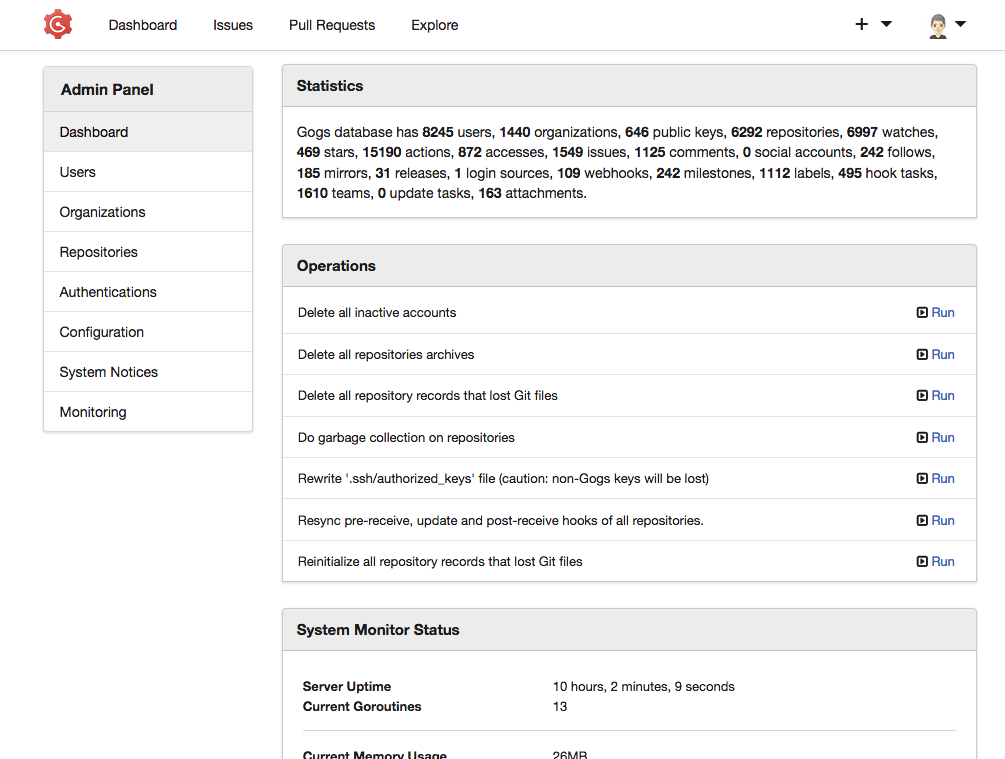 Dashboard Issues Pull Requests Explore
Admin Panel
Dashboard
Users
Organizations
Repositories
Authentications
Configuration
System Notices
Monitoring
Statistics
Gogs database has 8245 users, 1440 organizations, 646 public keys, 6292 repositories, 6997 watches,
469 stars, 15190 actions, 872 accesses, 1549 issues, 1125 comments, 0 social accounts, 242 follows,
185 mirrors, 31 releases, 1 login sources, 109 webhooks, 242 milestones, 1112 labels, 495 hook tasks,
1610 teams, 0 update tasks, 163 attachments.
Operations
Delete all inactive accounts Run
Delete all repositories archives Run
Delete all repository records that lost Git files Run
Do garbage collection on repositories Run
Rewrite '.ssh/authorized_keys' file (caution: non-Gogs keys will be lost) Run
Resync pre-receive, update and post-receive hooks of all repositories. Run
Reinitialize all repository records that lost Git files Run
System Monitor Status
Server Uptime 10 hours, 2 minutes, 9 seconds
Current Goroutines 13
Current Memory Usage 26MB